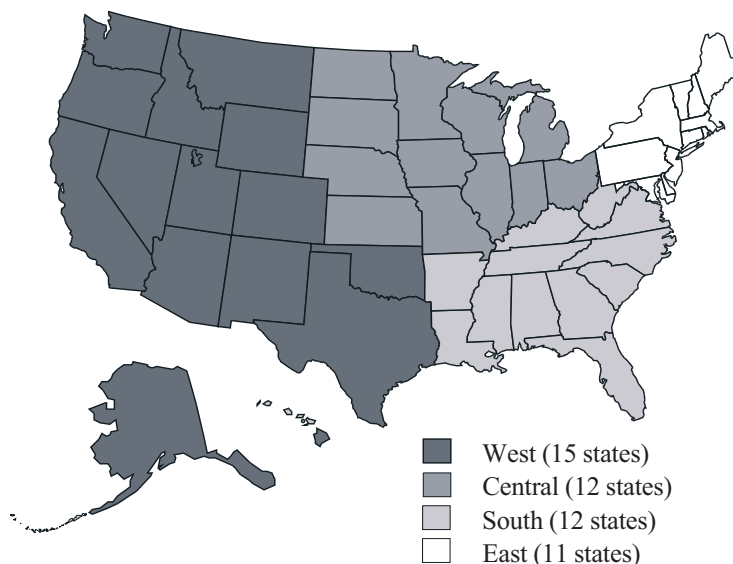 West (15 states)
Central (12 states)
South (12 states)
East (11 states)